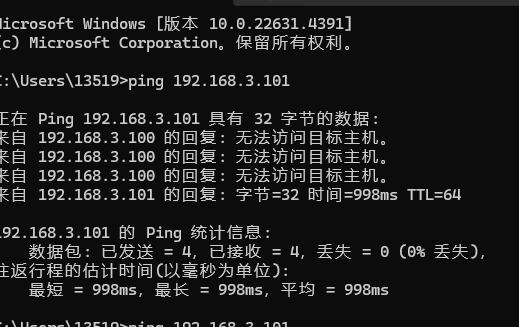 Microsoft Windows [版本 10.0.22631.4391]
(c) Microsoft Corporation。保留所有权利。
C:\Users\13519>ping 192.168.3.101
正在 Ping 192.168.3.101 具有 32 字节的数据:
来自 192.168.3.100 的回复: 无法访问目标主机。
来自 192.168.3.100 的回复: 无法访问目标主机。
来自 192.168.3.100 的回复: 无法访问目标主机。
来自 192.168.3.101 的回复: 字节=32 时间=998ms TTL=64
192.168.3.101 的 Ping 统计信息:
数据包: 已发送 = 4, 已接收 = 4, 丢失 = 0 (0% 丢失),
往返行程的估计时间(以毫秒为单位):
最短 = 998ms, 最长 = 998ms, 平均 = 998ms
C:\Users\13519>ping 192.168.3.101